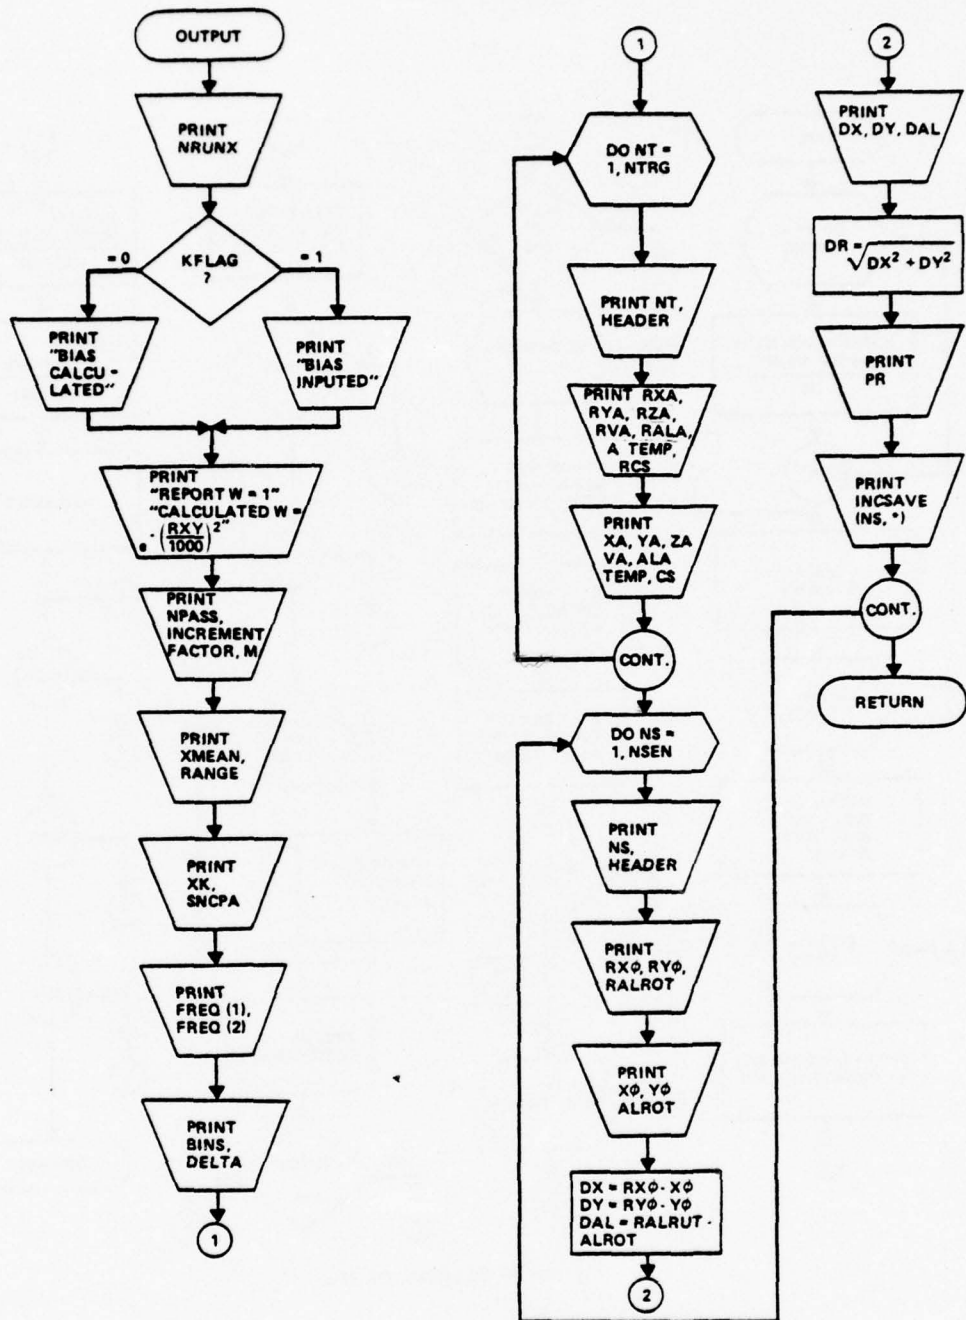 OUTPUT
PRINT
NRUNX
KFLAG
?
= 0
= 1
PRINT
"BIAS
CALCU-
LATED"
PRINT
"BIAS
INPUTED"
PRINT
"REPORT W = 1"
"CALCULATED W =
e - (RXY/1000)²"
PRINT
NPASS,
INCREMENT
FACTOR, M
PRINT
XMEAN,
RANGE
PRINT
XK,
SNCPA
PRINT
FREQ (1),
FREQ (2)
PRINT
BINS,
DELTA
1
1
DO NT =
1, NTRG
PRINT NT,
HEADER
PRINT RXA,
RYA, RZA,
RVA, RALA,
A TEMP,
RCS
PRINT
XA, YA, ZA
VA, ALA
TEMP, CS
CONT.
DO NS =
1, NSEN
PRINT
NS,
HEADER
PRINT
RXϕ, RYϕ,
RALROT
PRINT
Xϕ, Yϕ
ALROT
DX = RXϕ - Xϕ
DY = RYϕ - Yϕ
DAL = RALRUT -
ALROT
2
2
PRINT
DX, DY, DAL
DR = √DX² + DY²
PRINT
PR
PRINT
INCSAVE
(NS, *)
CONT.
RETURN